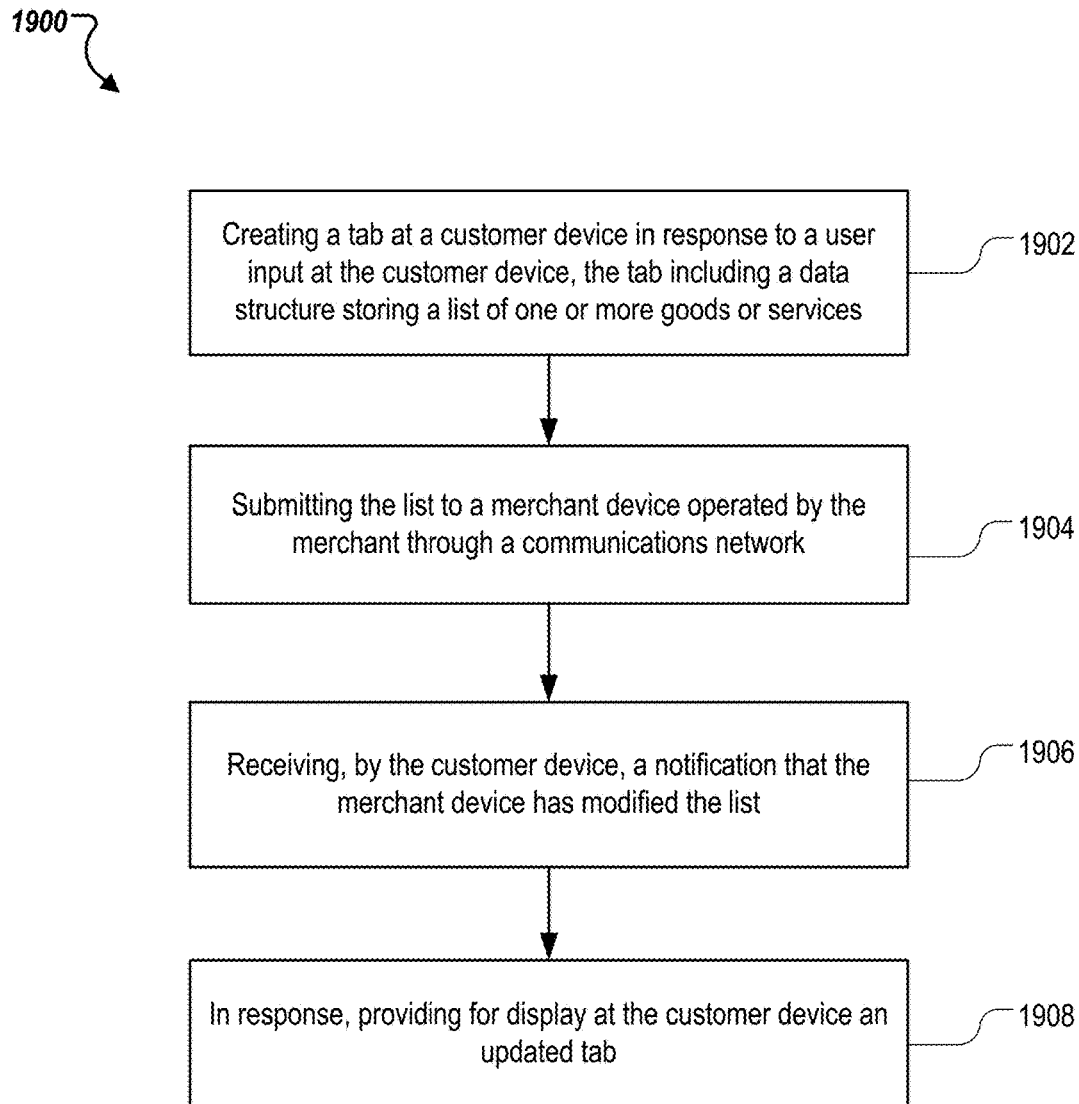 1900
Creating a tab at a customer device in response to a user
input at the customer device, the tab including a data
structure storing a list of one or more goods or services
1902
Submitting the list to a merchant device operated by the
merchant through a communications network
1904
Receiving, by the customer device, a notification that the
merchant device has modified the list
1906
In response, providing for display at the customer device an
updated tab
1908